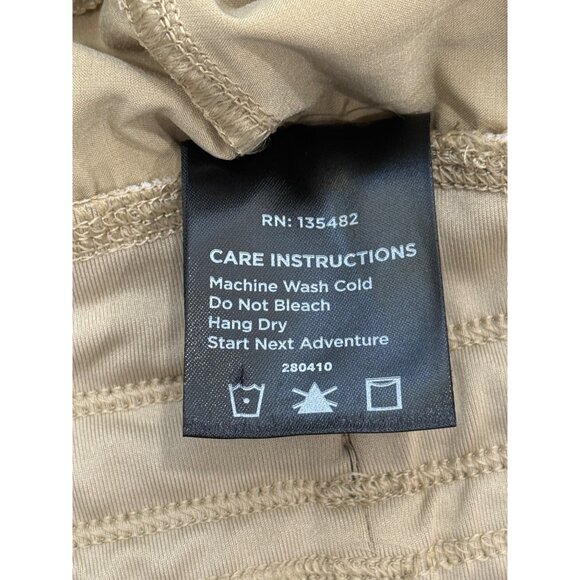 RN: 135482
CARE INSTRUCTIONS
Machine Wash Cold
Do Not Bleach
Hang Dry
Start Next Adventure
280410